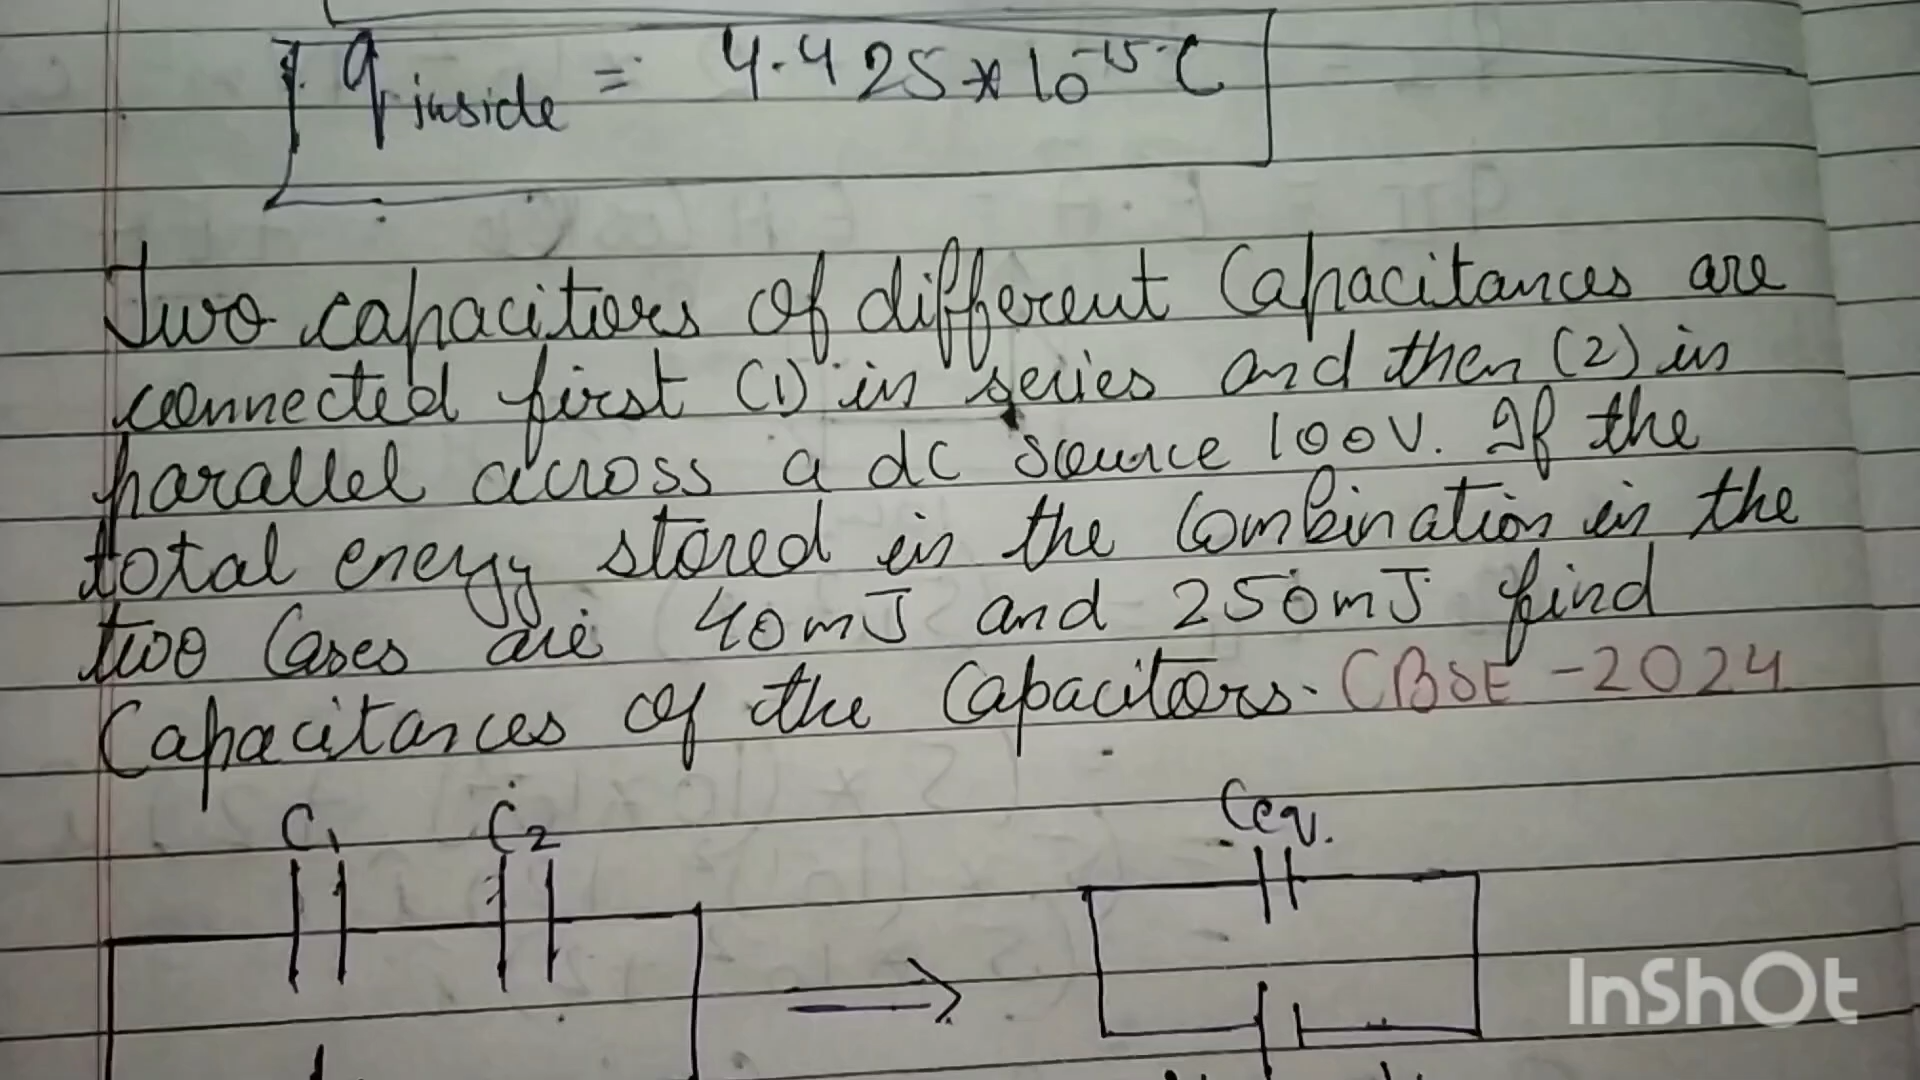 q inside = 4.425 × 10⁻¹⁵ C
Two capacitors of different Capacitances are
connected first (1) in series and then (2) in
parallel across a dc source 100V. If the
total energy stored in the Combination in the
two Cases are 40mJ and 250mJ find
Capacitances of the Capacitors. CBSE - 2024
C1 C2 Ceq.
InShOt